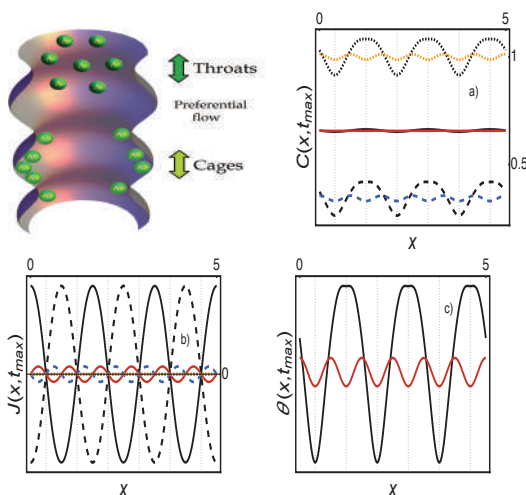 Throats
Preferential
flow
Cages
0 5
C(x,t_max)
a)
1
0.5
x
0 5
J(x,t_max)
b)
0
x
0 5
θ(x,t_max)
c)
x